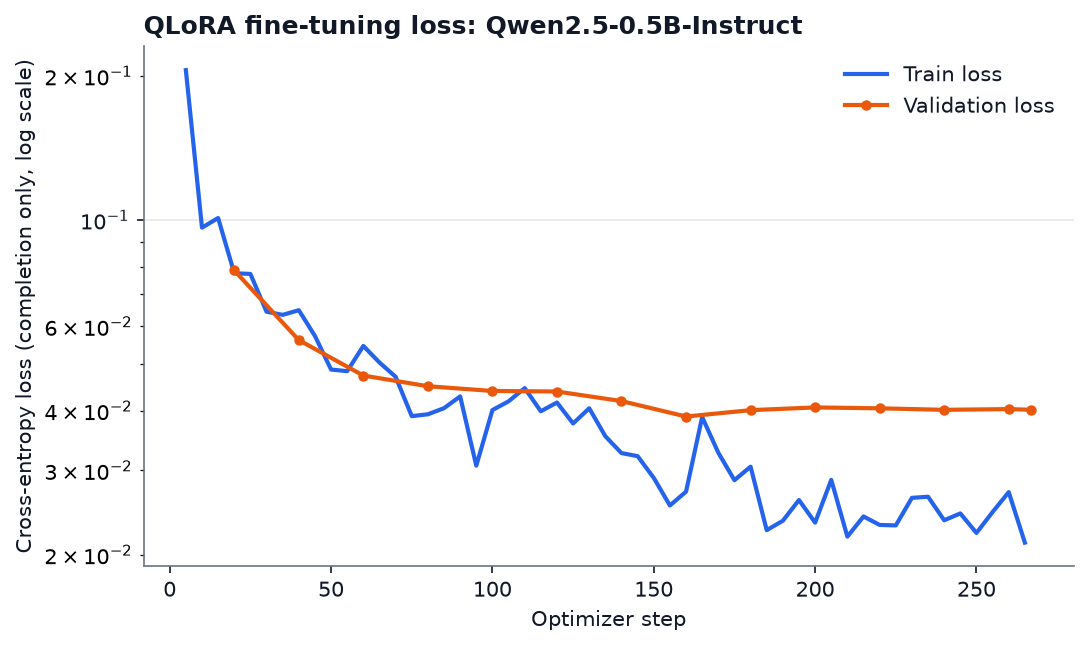 QLoRA fine-tuning loss: Qwen2.5-0.5B-Instruct
Cross-entropy loss (completion only, log scale)
2 × 10⁻¹
10⁻¹
6 × 10⁻²
4 × 10⁻²
3 × 10⁻²
2 × 10⁻²
Train loss
Validation loss
0 50 100 150 200 250
Optimizer step